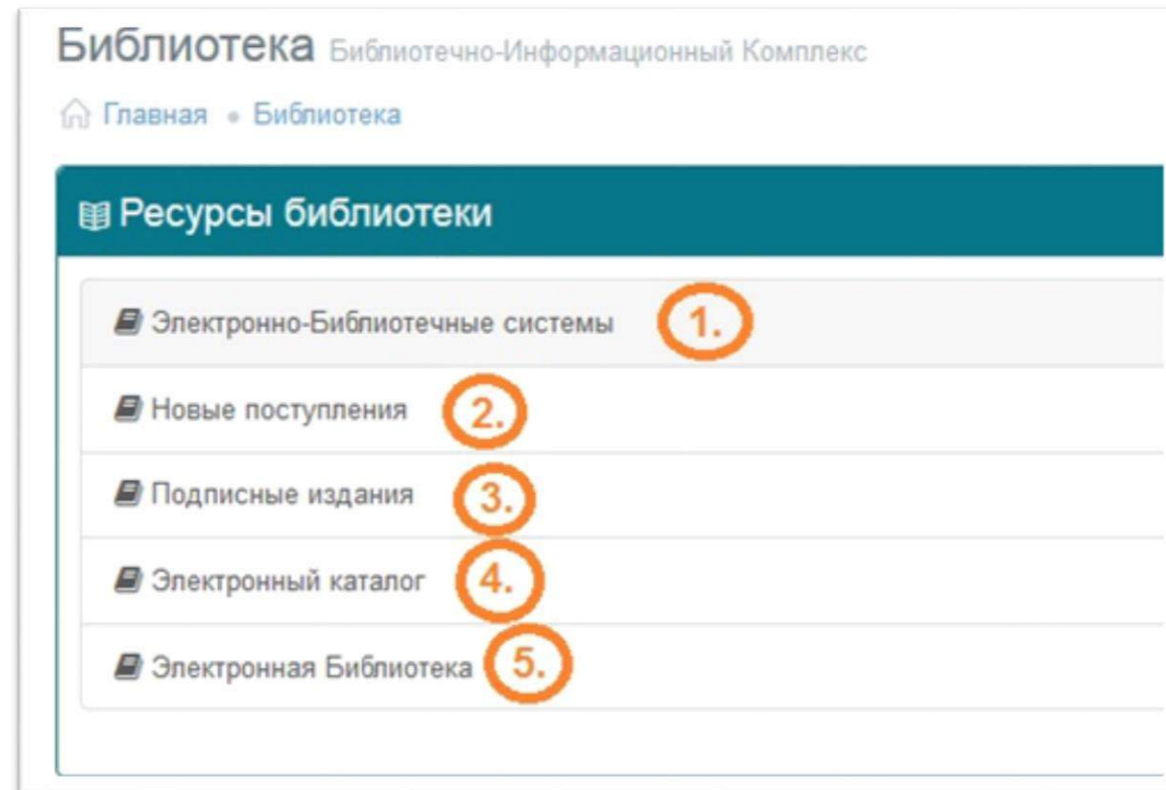 Библиотека Библиотечно-Информационный Комплекс
Главная • Библиотека
Ресурсы библиотеки
Электронно-Библиотечные системы 1.
Новые поступления 2.
Подписные издания 3.
Электронный каталог 4.
Электронная Библиотека 5.